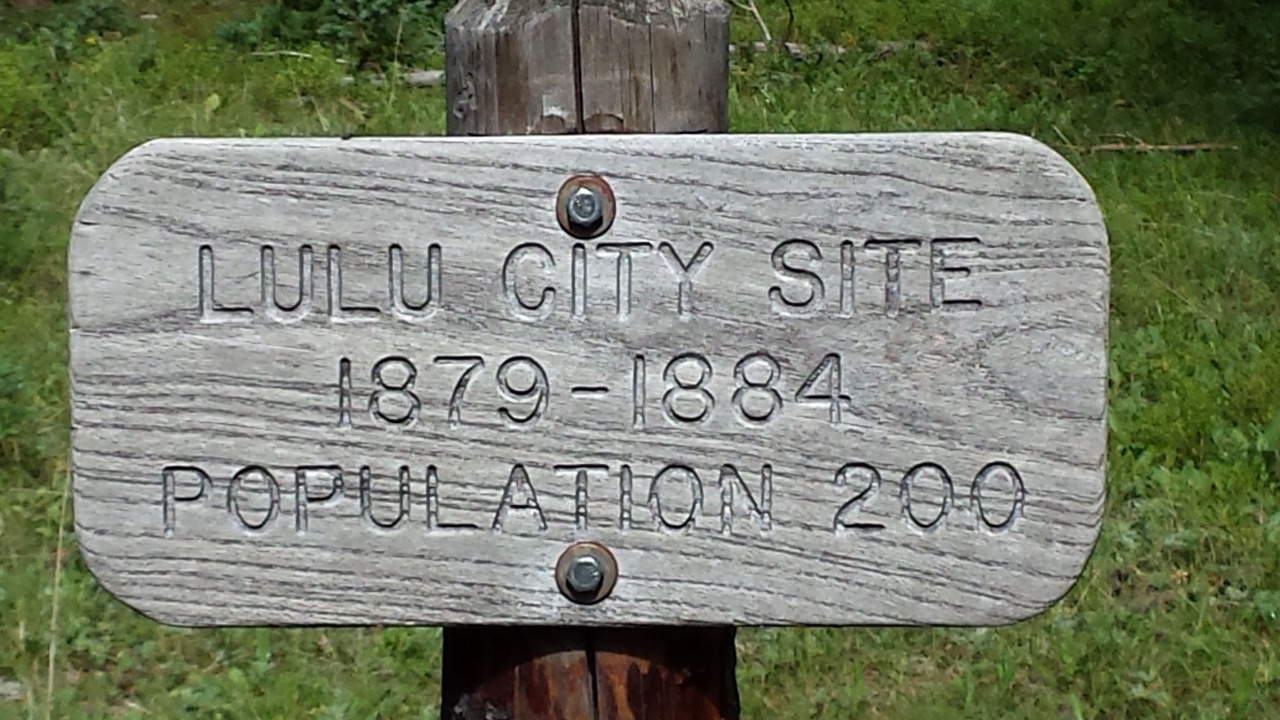 LULU CITY SITE
1879-1884
POPULATION 200